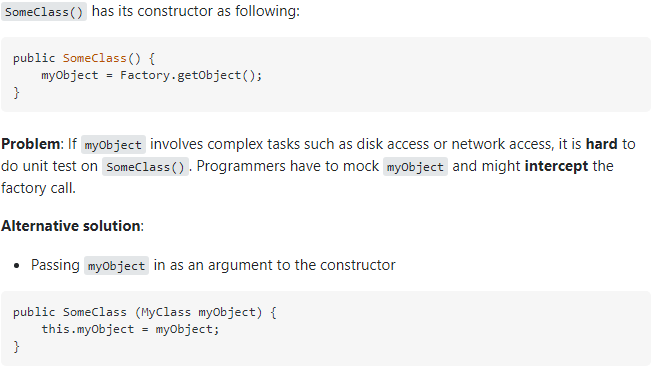 SomeClass() has its constructor as following:
public SomeClass() {
    myObject = Factory.getObject();
}
Problem: If myObject involves complex tasks such as disk access or network access, it is hard to
do unit test on SomeClass(). Programmers have to mock myObject and might intercept the
factory call.
Alternative solution:
• Passing myObject in as an argument to the constructor
public SomeClass (MyClass myObject) {
    this.myObject = myObject;
}